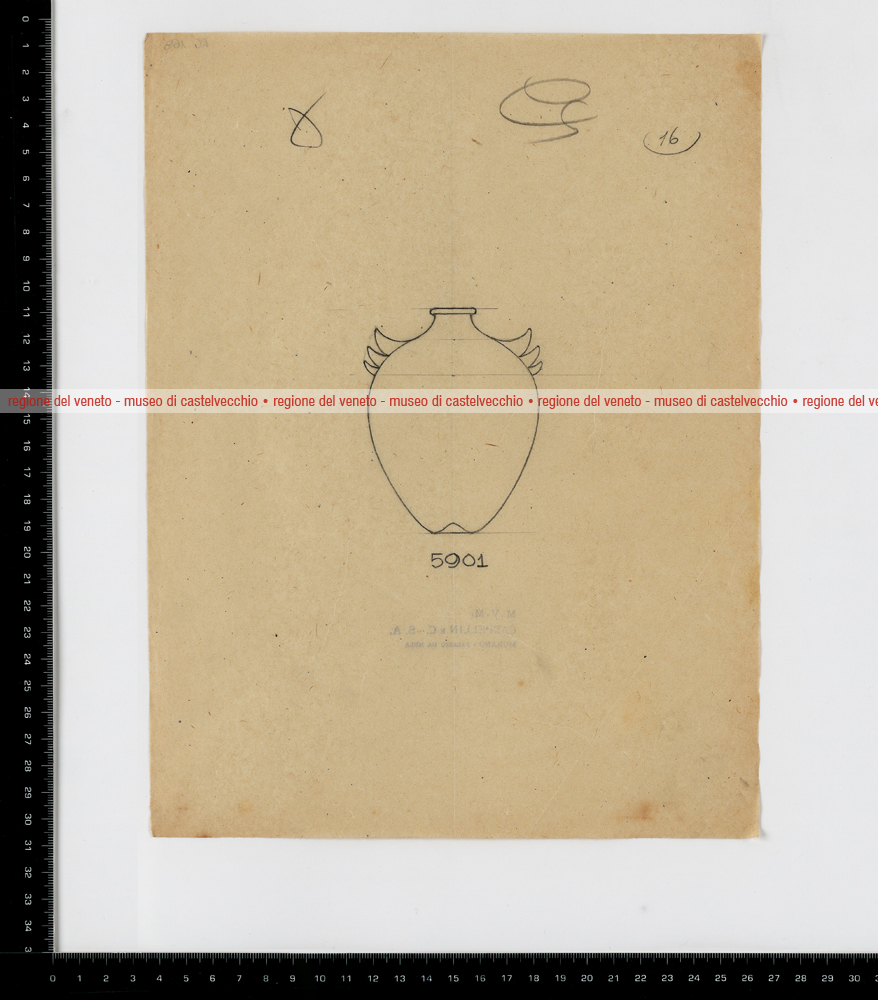 16
regione del veneto - museo di castelvecchio • regione del veneto - museo di castelvecchio • regione del veneto - museo di castelvecchio • regione del ve
5901
M.V.N.
CAPPELLIN & C.-S.A.
MURANO
0 1 2 3 4 5 6 7 8 9 10 11 12 13 14 15 16 17 18 19 20 21 22 23 24 25 26 27 28 29 30 31 32 33 34 3
0 1 2 3 4 5 6 7 8 9 10 11 12 13 14 15 16 17 18 19 20 21 22 23 24 25 26 27 28 29 30 3